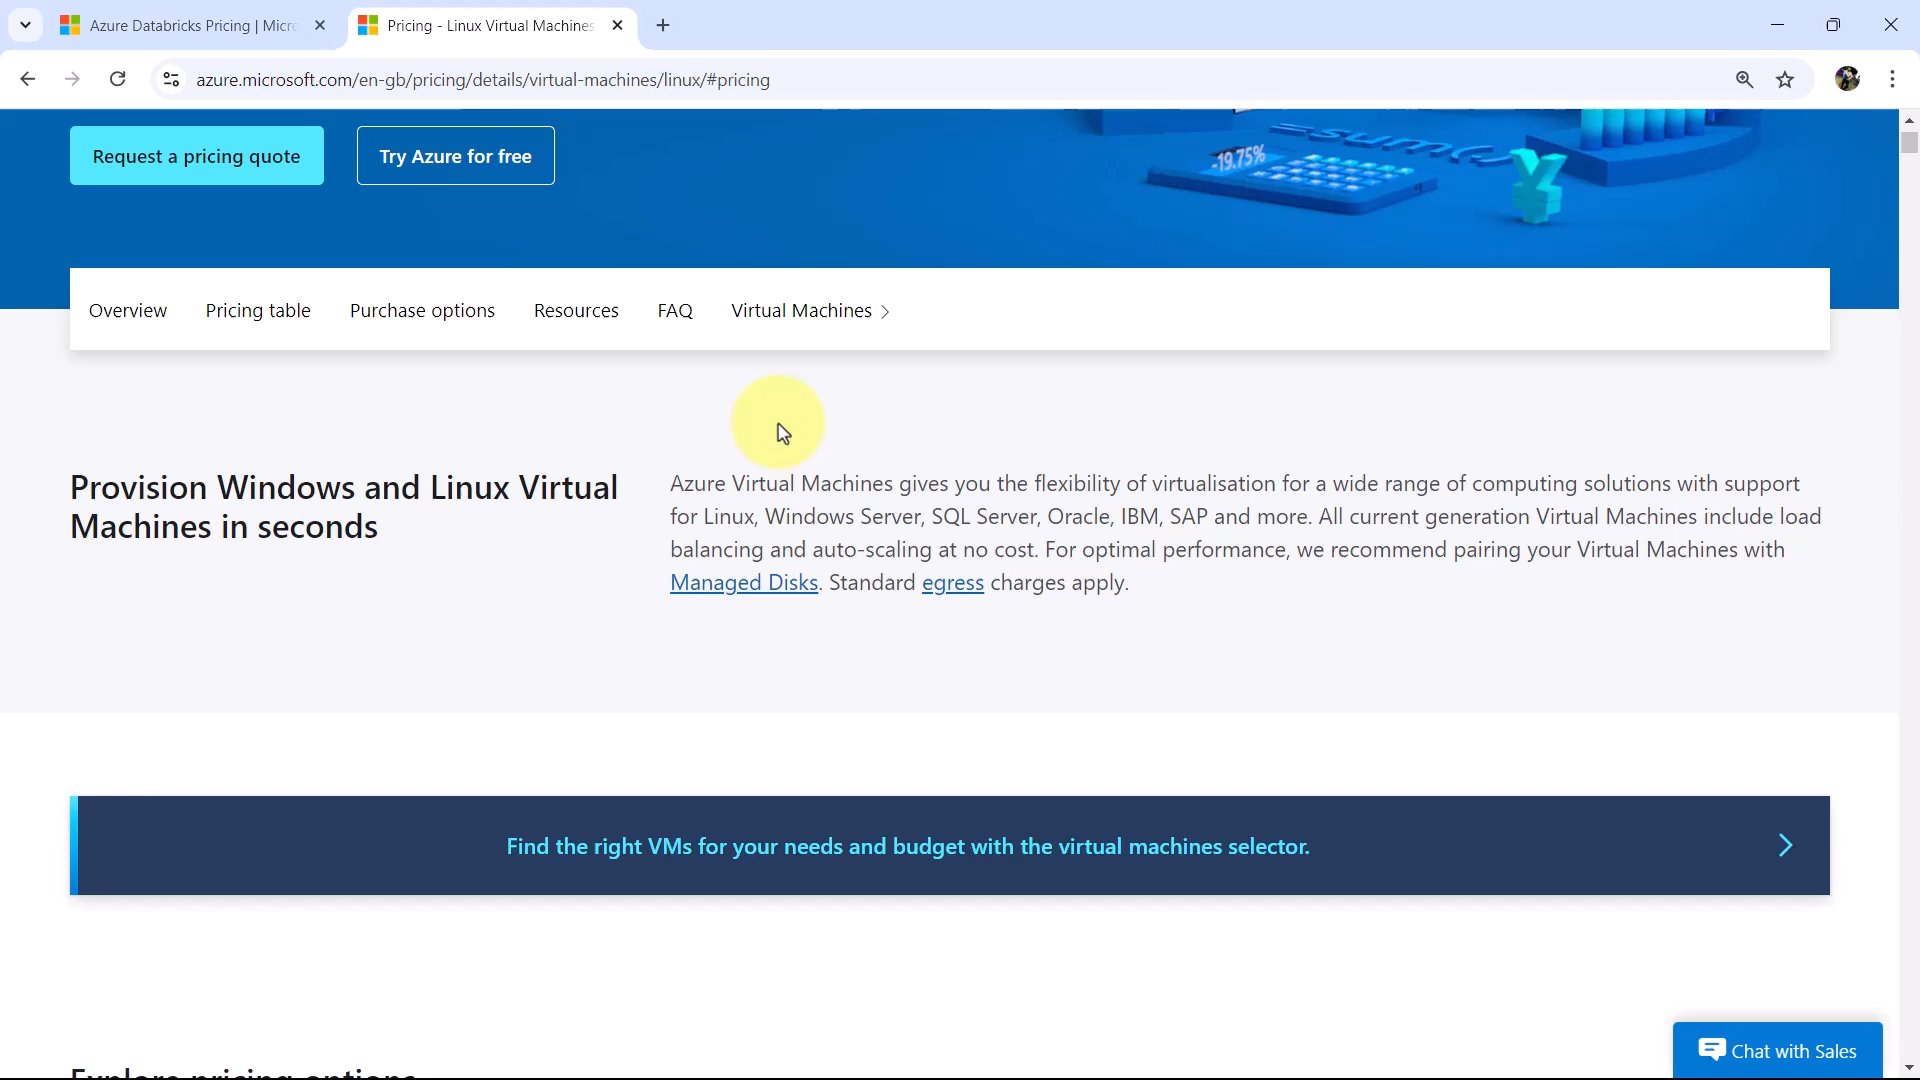 Azure Databricks Pricing | Micro
Pricing - Linux Virtual Machines
azure.microsoft.com/en-gb/pricing/details/virtual-machines/linux/#pricing
Request a pricing quote
Try Azure for free
-19.75%
=sum(
Overview
Pricing table
Purchase options
Resources
FAQ
Virtual Machines
Provision Windows and Linux Virtual
Machines in seconds
Azure Virtual Machines gives you the flexibility of virtualisation for a wide range of computing solutions with support
for Linux, Windows Server, SQL Server, Oracle, IBM, SAP and more. All current generation Virtual Machines include load
balancing and auto-scaling at no cost. For optimal performance, we recommend pairing your Virtual Machines with
Managed Disks. Standard egress charges apply.
Find the right VMs for your needs and budget with the virtual machines selector.
Explore pricing options
Chat with Sales